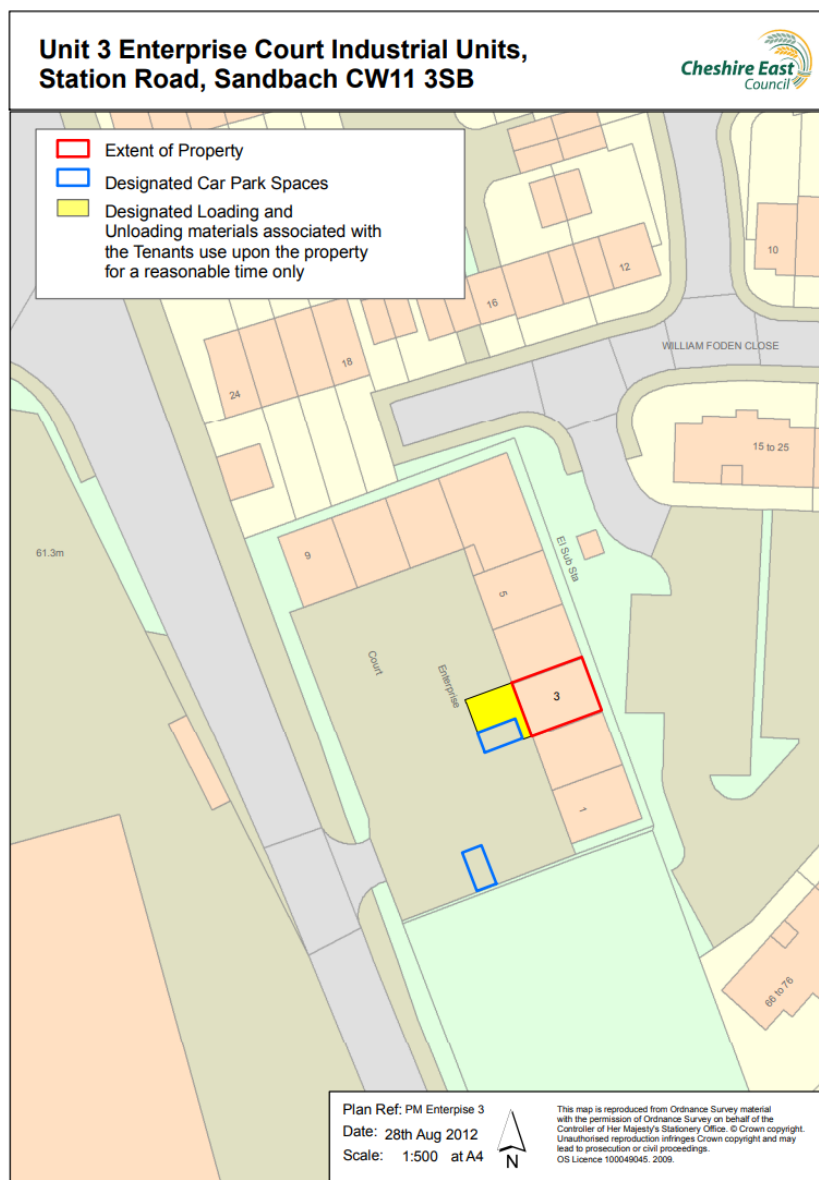 Unit 3 Enterprise Court Industrial Units,
Station Road, Sandbach CW11 3SB
Cheshire East
Council
Extent of Property
Designated Car Park Spaces
Designated Loading and
Unloading materials associated with
the Tenants use upon the property
for a reasonable time only
10
12
16
WILLIAM FODEN CLOSE
18
24
15 to 25
61.3m
9
El Sub Sta
5
Court
Enterprise
3
1
66 to 76
Plan Ref: PM Enterpise 3
Date: 28th Aug 2012
Scale: 1:500 at A4
N
This map is reproduced from Ordnance Survey material
with the permission of Ordnance Survey on behalf of the
Controller of Her Majesty's Stationery Office. © Crown copyright.
Unauthorised reproduction infringes Crown copyright and may
lead to prosecution or civil proceedings.
OS Licence 100049045. 2009.